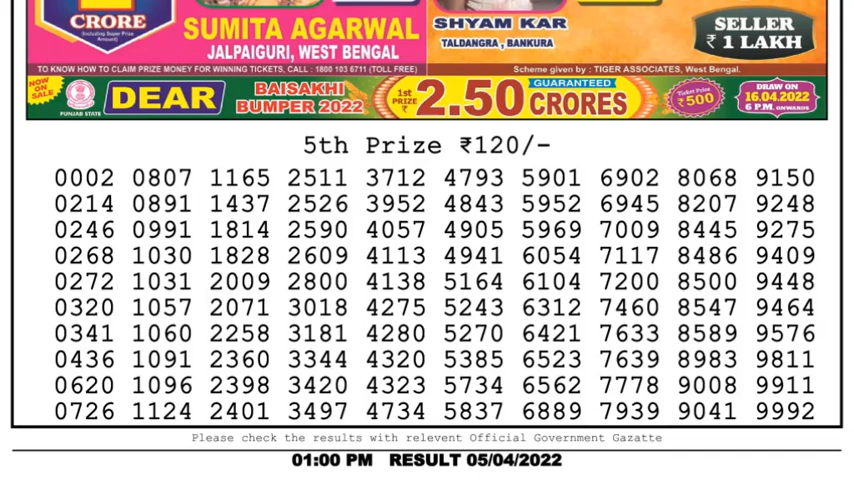 CRORE
(Including Super Prize Amount)
SUMITA AGARWAL
JALPAIGURI, WEST BENGAL
SHYAM KAR
TALDANGRA , BANKURA
SELLER
₹ 1 LAKH
TO KNOW HOW TO CLAIM PRIZE MONEY FOR WINNING TICKETS, CALL : 1800 103 6711 (TOLL FREE)
Scheme given by : TIGER ASSOCIATES, West Bengal.
NOW ON SALE
PUNJAB STATE
DEAR
BAISAKHI
BUMPER 2022
1st PRIZE ₹
2.50
GUARANTEED
CRORES
Ticket Price
₹500
DRAW ON
16.04.2022
6 P.M. ONWARDS
5th Prize ₹120/-
0002 0807 1165 2511 3712 4793 5901 6902 8068 9150
0214 0891 1437 2526 3952 4843 5952 6945 8207 9248
0246 0991 1814 2590 4057 4905 5969 7009 8445 9275
0268 1030 1828 2609 4113 4941 6054 7117 8486 9409
0272 1031 2009 2800 4138 5164 6104 7200 8500 9448
0320 1057 2071 3018 4275 5243 6312 7460 8547 9464
0341 1060 2258 3181 4280 5270 6421 7633 8589 9576
0436 1091 2360 3344 4320 5385 6523 7639 8983 9811
0620 1096 2398 3420 4323 5734 6562 7778 9008 9911
0726 1124 2401 3497 4734 5837 6889 7939 9041 9992
Please check the results with relevent Official Government Gazatte
01:00 PM RESULT 05/04/2022